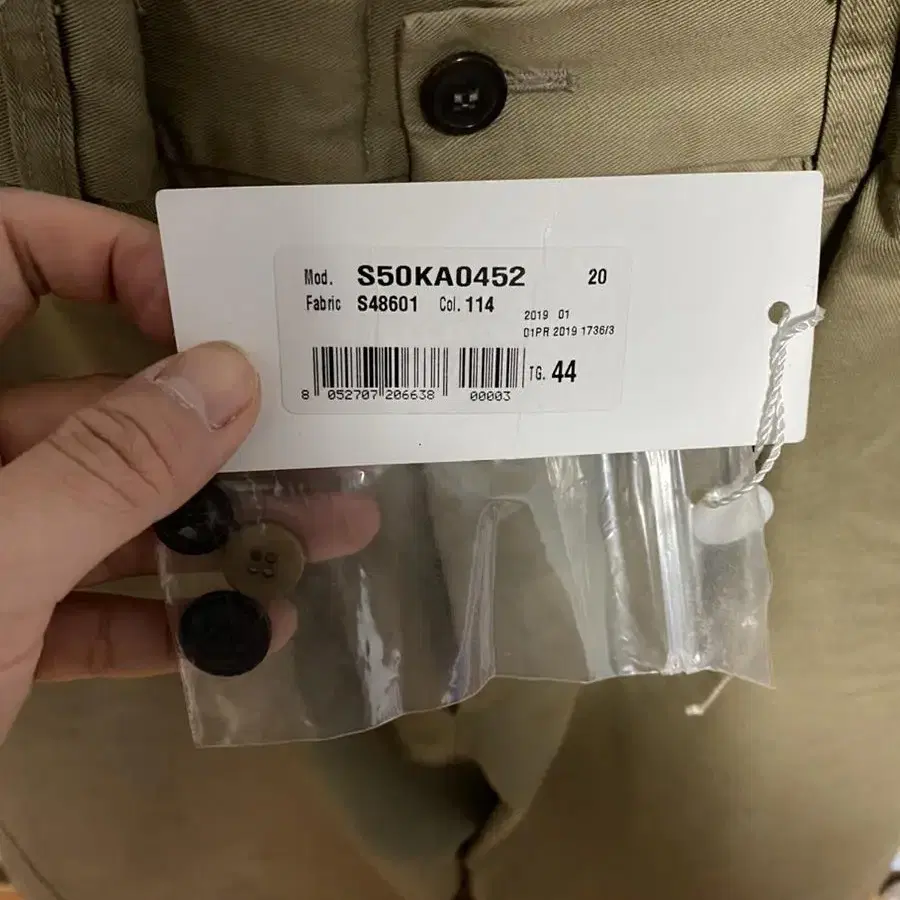 Mod. S50KA0452 20
Fabric S48601 Col. 114
2019 01
01PR 2019 1736/3
TG. 44
8 052707 206638 00003